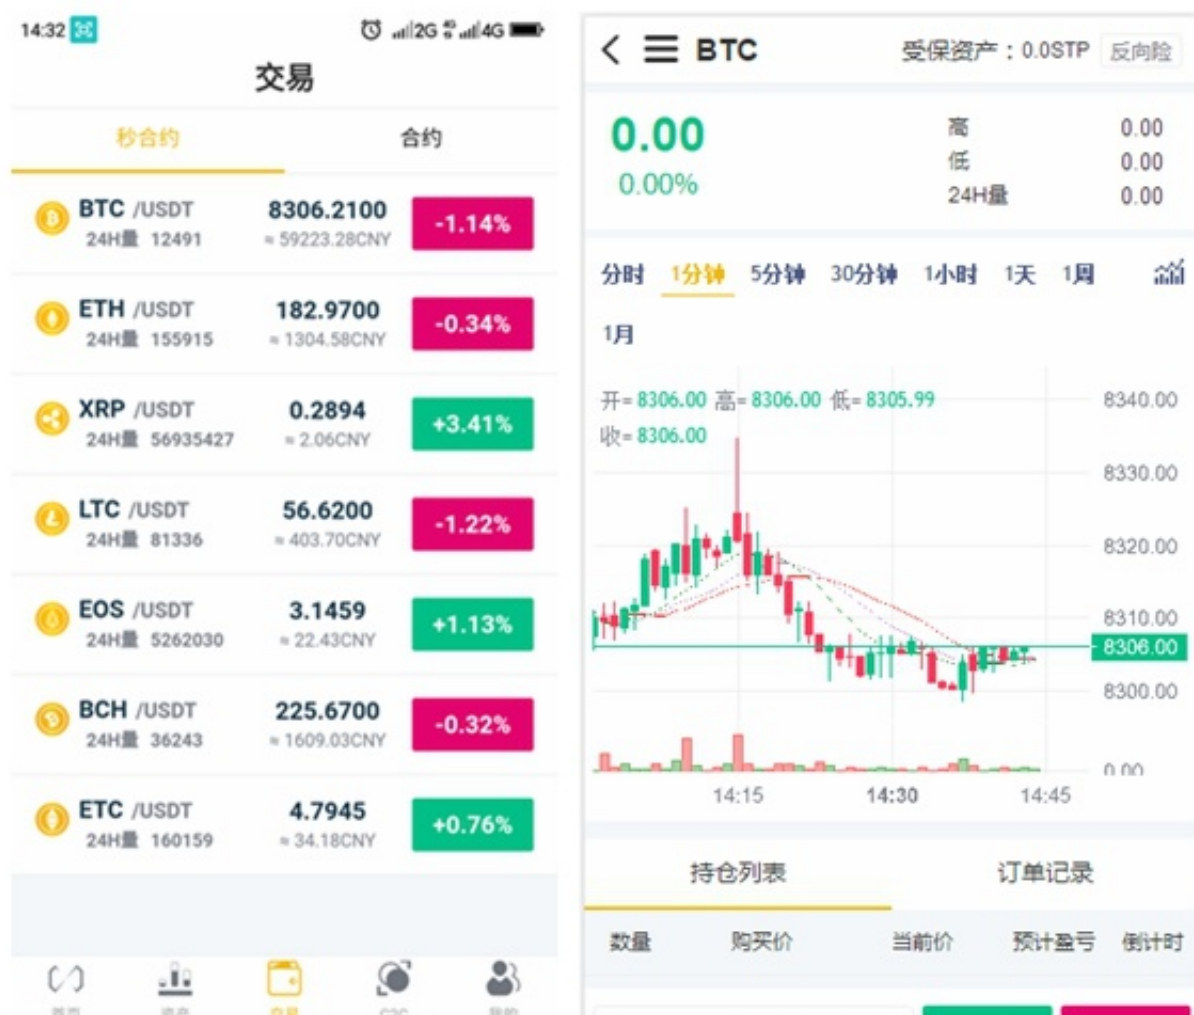 14:32 2G 4G 4G
交易
秒合约 合约
BTC /USDT 8306.2100 -1.14%
24H量 12491 ≈ 59223.28CNY
ETH /USDT 182.9700 -0.34%
24H量 155915 ≈ 1304.58CNY
XRP /USDT 0.2894 +3.41%
24H量 56935427 ≈ 2.06CNY
LTC /USDT 56.6200 -1.22%
24H量 81336 ≈ 403.70CNY
EOS /USDT 3.1459 +1.13%
24H量 5262030 ≈ 22.43CNY
BCH /USDT 225.6700 -0.32%
24H量 36243 ≈ 1609.03CNY
ETC /USDT 4.7945 +0.76%
24H量 160159 ≈ 34.18CNY
首页 资产 交易 C2C 我的
BTC 受保资产：0.0STP 反向险
0.00 高 0.00
0.00% 低 0.00
24H量 0.00
分时 1分钟 5分钟 30分钟 1小时 1天 1周
1月
开=8306.00 高=8306.00 低=8305.99
收=8306.00
8340.00
8330.00
8320.00
8310.00
8306.00
8300.00
0.00
14:15 14:30 14:45
持仓列表 订单记录
数量 购买价 当前价 预计盈亏 倒计时